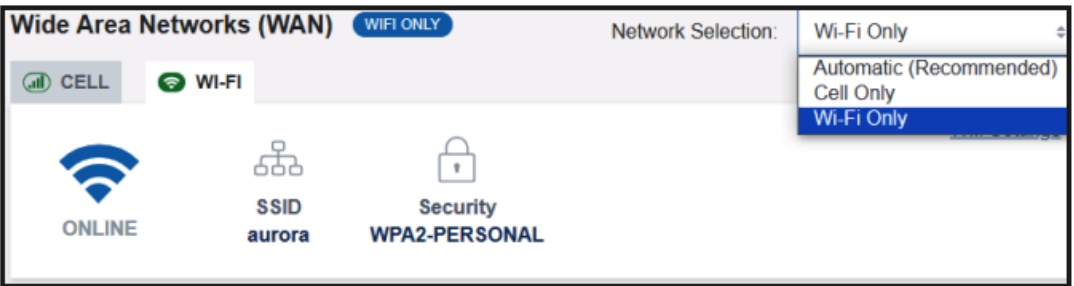 Wide Area Networks (WAN) WIFI ONLY Network Selection: Wi-Fi Only
Automatic (Recommended)
Cell Only
Wi-Fi Only
CELL WI-FI
ONLINE
SSID
aurora
Security
WPA2-PERSONAL